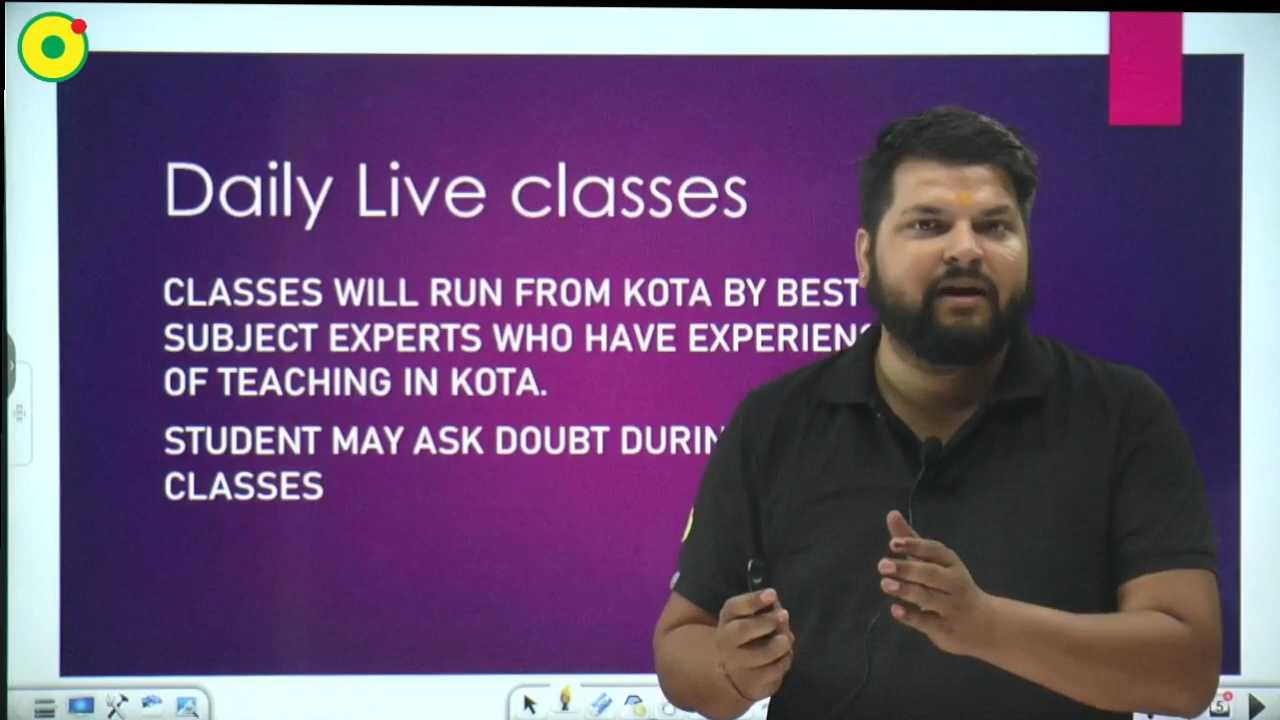 Daily Live classes
CLASSES WILL RUN FROM KOTA BY BEST
SUBJECT EXPERTS WHO HAVE
OF TEACHING IN KOTA.
STUDENT MAY ASK DOUBT
CLASSES
5